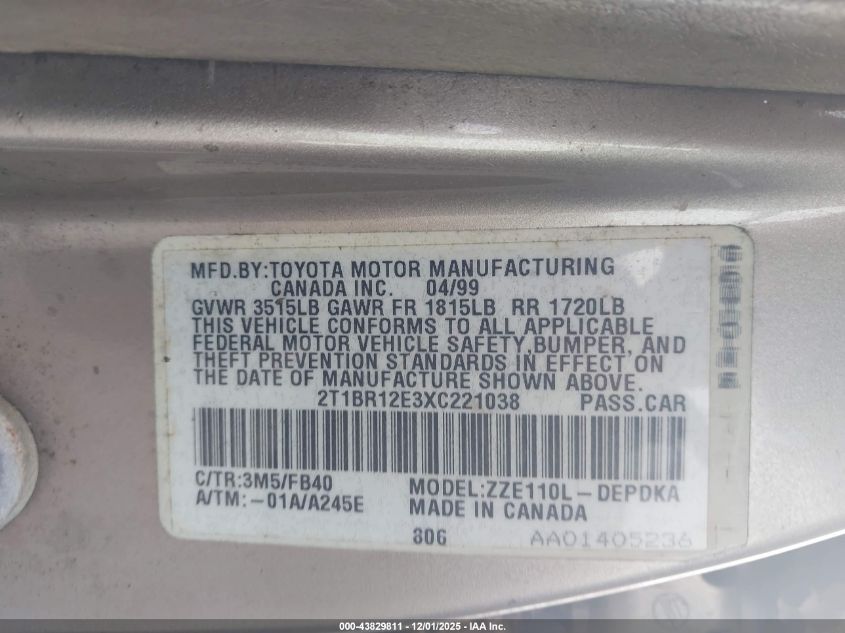 MFD.BY:TOYOTA MOTOR MANUFACTURING
CANADA INC. 04/99
GVWR 3515LB GAWR FR 1815LB RR 1720LB
THIS VEHICLE CONFORMS TO ALL APPLICABLE
FEDERAL MOTOR VEHICLE SAFETY,BUMPER, AND
THEFT PREVENTION STANDARDS IN EFFECT ON
THE DATE OF MANUFACTURE SHOWN ABOVE.
2T1BR12E3XC221038 PASS.CAR
C/TR:3M5/FB40 MODEL:ZZE110L-DEPDKA
A/TM:-01A/A245E MADE IN CANADA
806 AA01405236
000-43829811 - 12/01/2025 - IAA Inc.